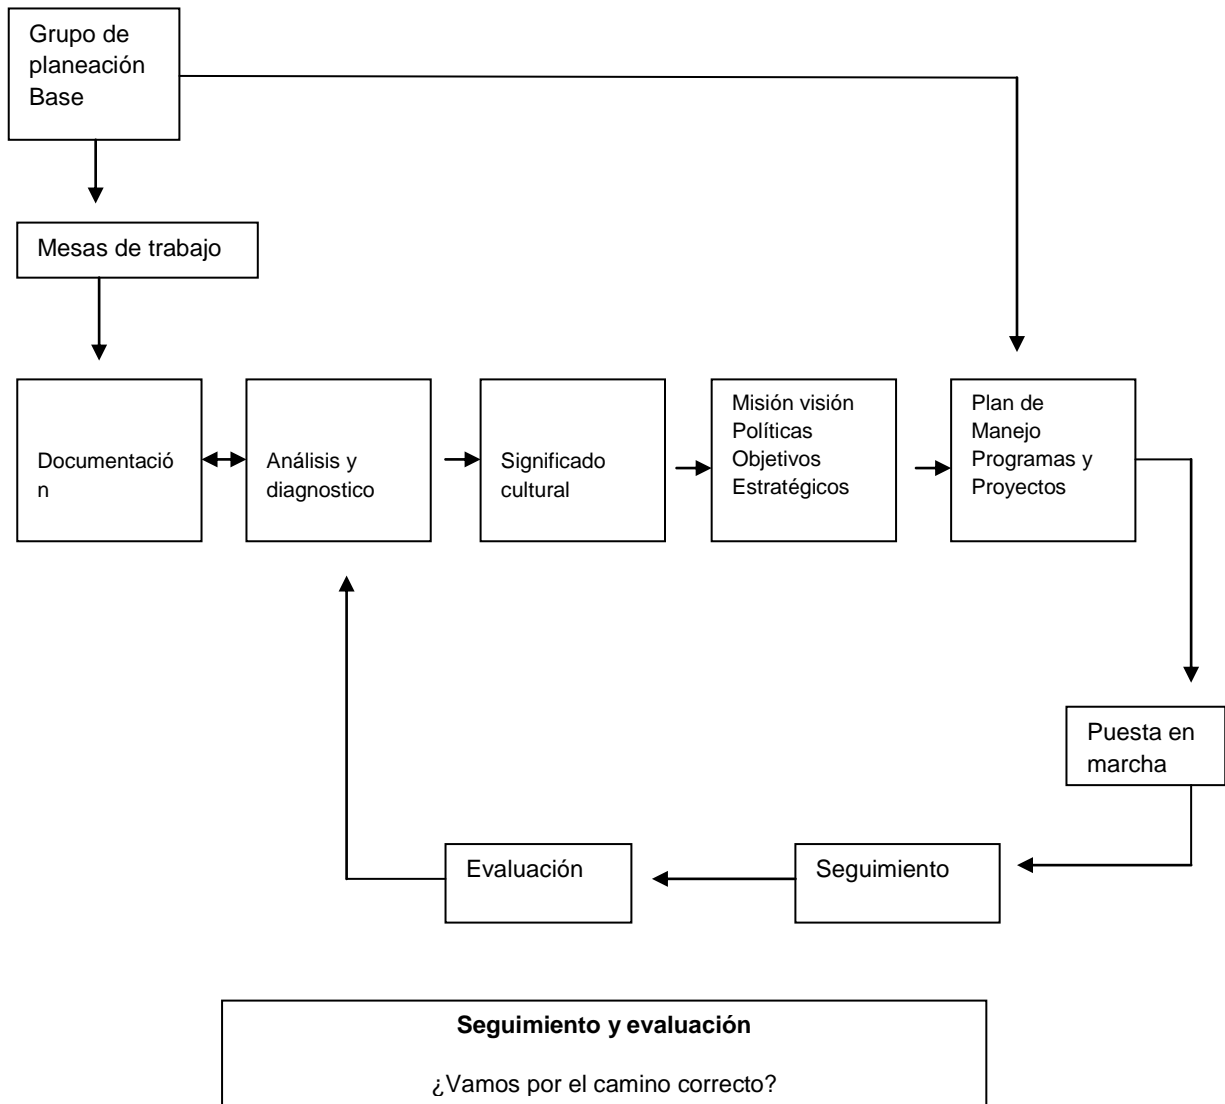 Grupo de
planeación
Base
Mesas de trabajo
Documentació
n
Análisis y
diagnostico
Significado
cultural
Misión visión
Políticas
Objetivos
Estratégicos
Plan de
Manejo
Programas y
Proyectos
Puesta en
marcha
Evaluación
Seguimiento
Seguimiento y evaluación
¿Vamos por el camino correcto?